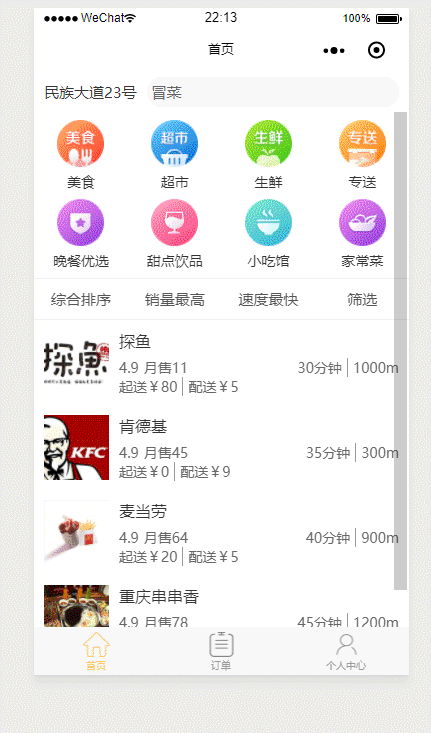 WeChat 22:13 100%
首页
民族大道23号 冒菜
美食 超市 生鲜 专送
美食 超市 生鲜 专送
晚餐优选 甜点饮品 小吃馆 家常菜
综合排序 销量最高 速度最快 筛选
探魚
探鱼
4.9 月售11 30分钟 1000m
起送￥80 配送￥5
KFC
肯德基
4.9 月售45 35分钟 300m
起送￥0 配送￥9
麦当劳
4.9 月售64 40分钟 900m
起送￥20 配送￥5
重庆串串香
4.9 月售78 45分钟 1200m
首页 订单 个人中心